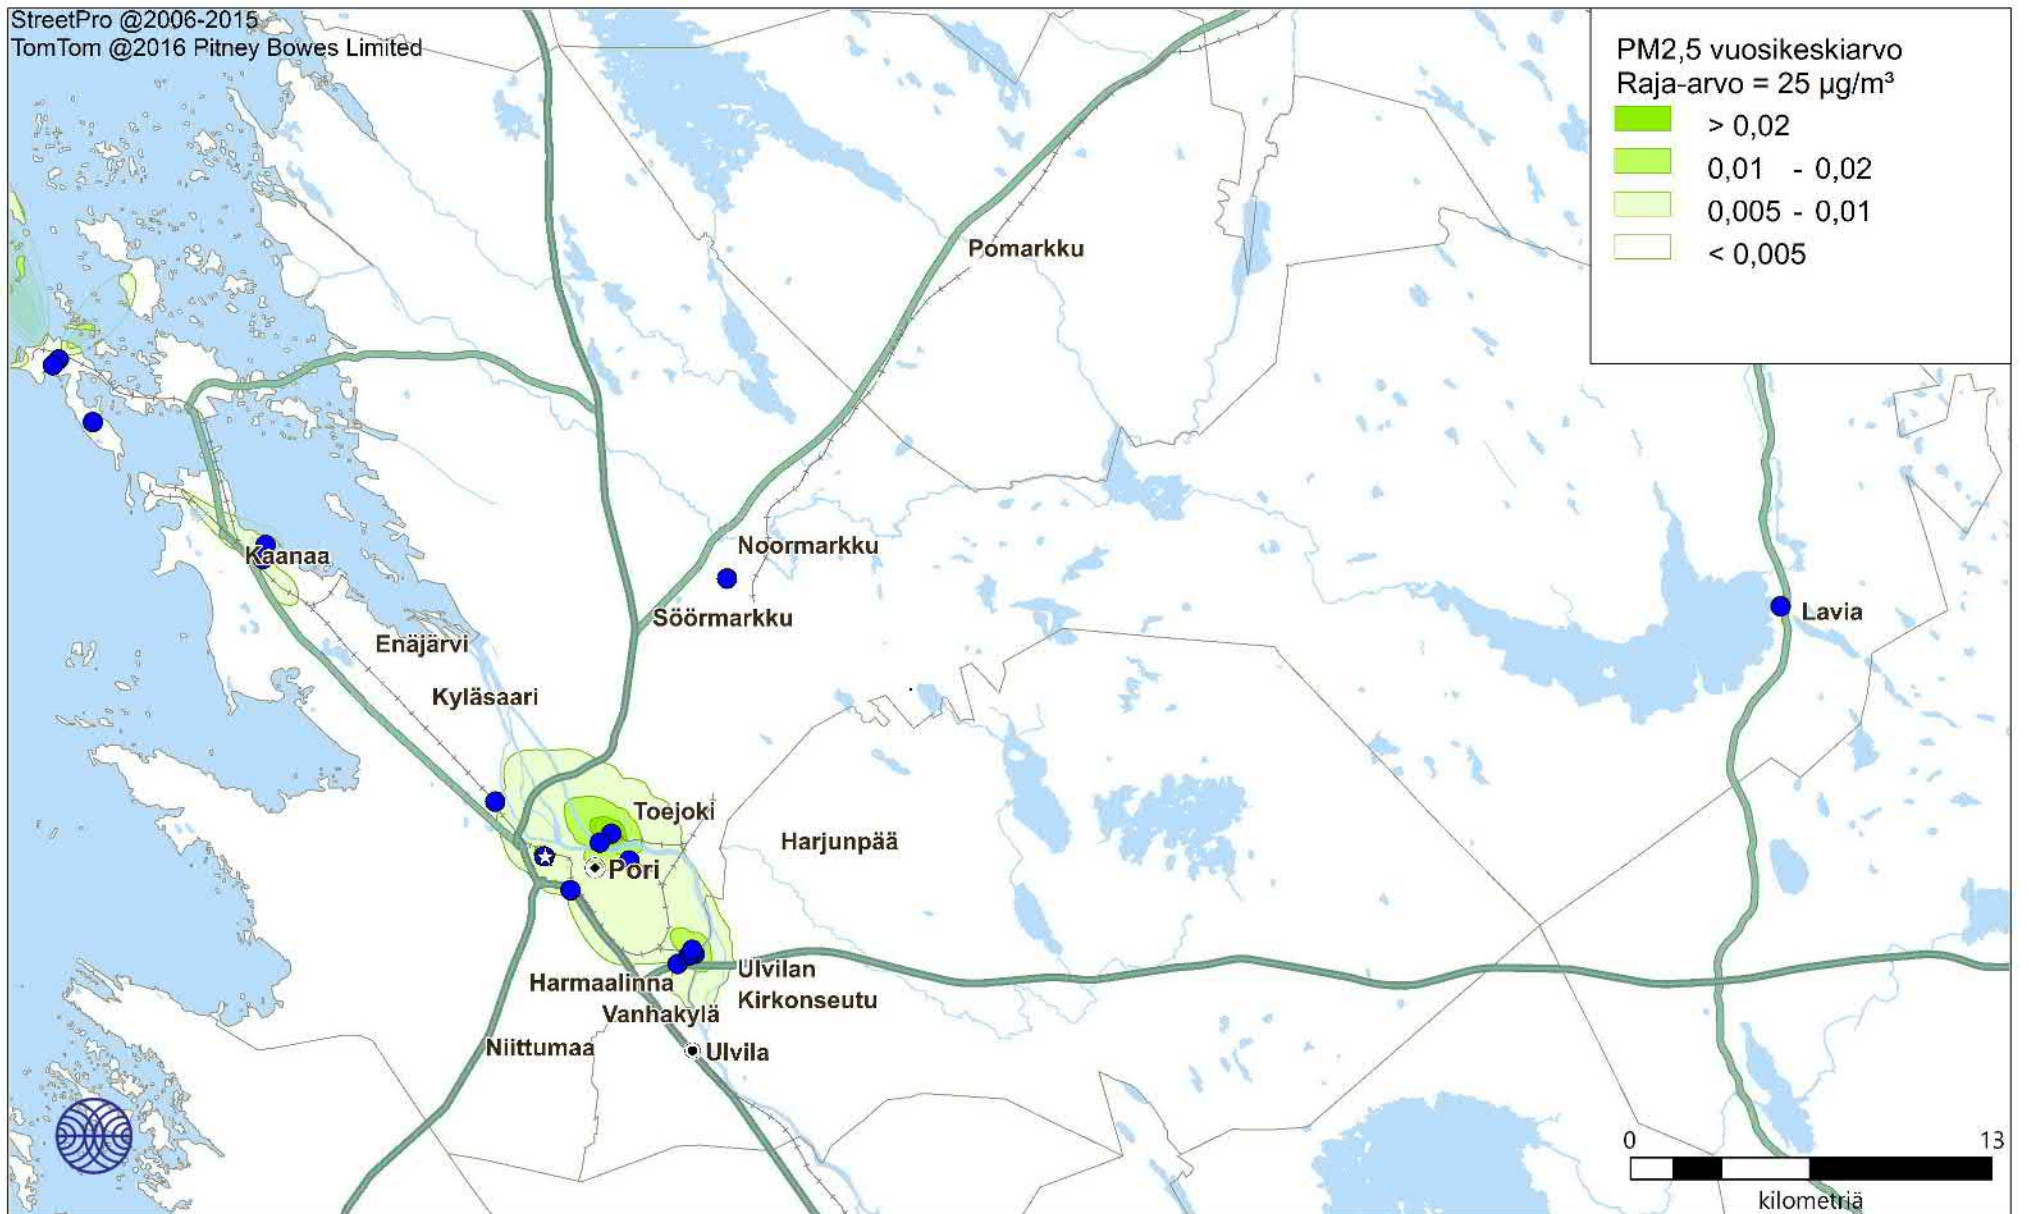 StreetPro @2006-2015
TomTom @2016 Pitney Bowes Limited
PM2,5 vuosikeskiarvo
Raja-arvo = 25 µg/m³
> 0,02
0,01 - 0,02
0,005 - 0,01
< 0,005
Pomarkku
Noormarkku
Kaanaa
Söörmarkku
Lavia
Enäjärvi
Kyläsaari
Toejoki
Harjunpää
Pori
Ulvilan
Kirkonseutu
Harmaalinna
Vanhakylä
Niittumaa
Ulvila
0 13
kilometriä